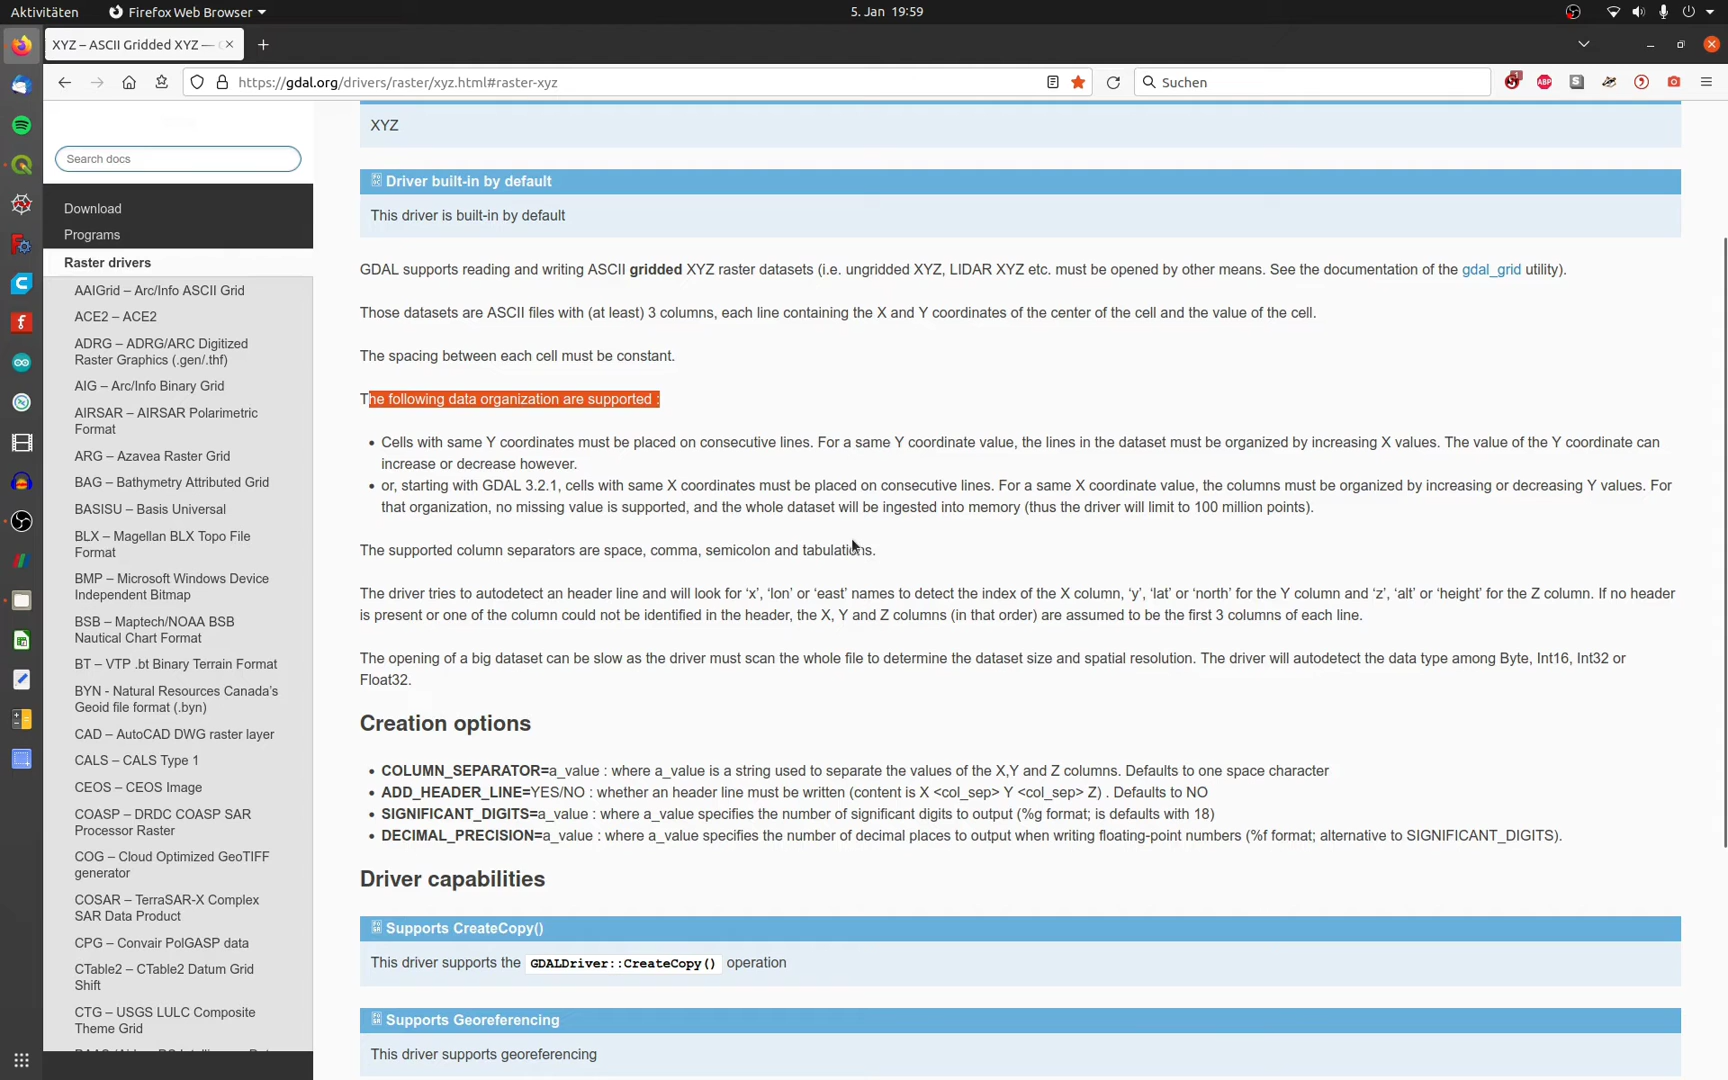 Aktivitäten
Firefox Web Browser
5. Jan 19:59
XYZ – ASCII Gridded XYZ —
https://gdal.org/drivers/raster/xyz.html#raster-xyz
Suchen
Search docs
Download
Programs
Raster drivers
AAIGrid – Arc/Info ASCII Grid
ACE2 – ACE2
ADRG – ADRG/ARC Digitized
Raster Graphics (.gen/.thf)
AIG – Arc/Info Binary Grid
AIRSAR – AIRSAR Polarimetric
Format
ARG – Azavea Raster Grid
BAG – Bathymetry Attributed Grid
BASISU – Basis Universal
BLX – Magellan BLX Topo File
Format
BMP – Microsoft Windows Device
Independent Bitmap
BSB – Maptech/NOAA BSB
Nautical Chart Format
BT – VTP .bt Binary Terrain Format
BYN - Natural Resources Canada’s
Geoid file format (.byn)
CAD – AutoCAD DWG raster layer
CALS – CALS Type 1
CEOS – CEOS Image
COASP – DRDC COASP SAR
Processor Raster
COG – Cloud Optimized GeoTIFF
generator
COSAR – TerraSAR-X Complex
SAR Data Product
CPG – Convair PolGASP data
CTable2 – CTable2 Datum Grid
Shift
CTG – USGS LULC Composite
Theme Grid
XYZ
Driver built-in by default
This driver is built-in by default
GDAL supports reading and writing ASCII gridded XYZ raster datasets (i.e. ungridded XYZ, LIDAR XYZ etc. must be opened by other means. See the documentation of the gdal_grid utility).
Those datasets are ASCII files with (at least) 3 columns, each line containing the X and Y coordinates of the center of the cell and the value of the cell.
The spacing between each cell must be constant.
The following data organization are supported :
• Cells with same Y coordinates must be placed on consecutive lines. For a same Y coordinate value, the lines in the dataset must be organized by increasing X values. The value of the Y coordinate can
increase or decrease however.
• or, starting with GDAL 3.2.1, cells with same X coordinates must be placed on consecutive lines. For a same X coordinate value, the columns must be organized by increasing or decreasing Y values. For
that organization, no missing value is supported, and the whole dataset will be ingested into memory (thus the driver will limit to 100 million points).
The supported column separators are space, comma, semicolon and tabulations.
The driver tries to autodetect an header line and will look for ‘x’, ‘lon’ or ‘east’ names to detect the index of the X column, ‘y’, ‘lat’ or ‘north’ for the Y column and ‘z’, ‘alt’ or ‘height’ for the Z column. If no header
is present or one of the column could not be identified in the header, the X, Y and Z columns (in that order) are assumed to be the first 3 columns of each line.
The opening of a big dataset can be slow as the driver must scan the whole file to determine the dataset size and spatial resolution. The driver will autodetect the data type among Byte, Int16, Int32 or
Float32.
Creation options
• COLUMN_SEPARATOR=a_value : where a_value is a string used to separate the values of the X,Y and Z columns. Defaults to one space character
• ADD_HEADER_LINE=YES/NO : whether an header line must be written (content is X <col_sep> Y <col_sep> Z) . Defaults to NO
• SIGNIFICANT_DIGITS=a_value : where a_value specifies the number of significant digits to output (%g format; is defaults with 18)
• DECIMAL_PRECISION=a_value : where a_value specifies the number of decimal places to output when writing floating-point numbers (%f format; alternative to SIGNIFICANT_DIGITS).
Driver capabilities
Supports CreateCopy()
This driver supports the GDALDriver::CreateCopy() operation
Supports Georeferencing
This driver supports georeferencing